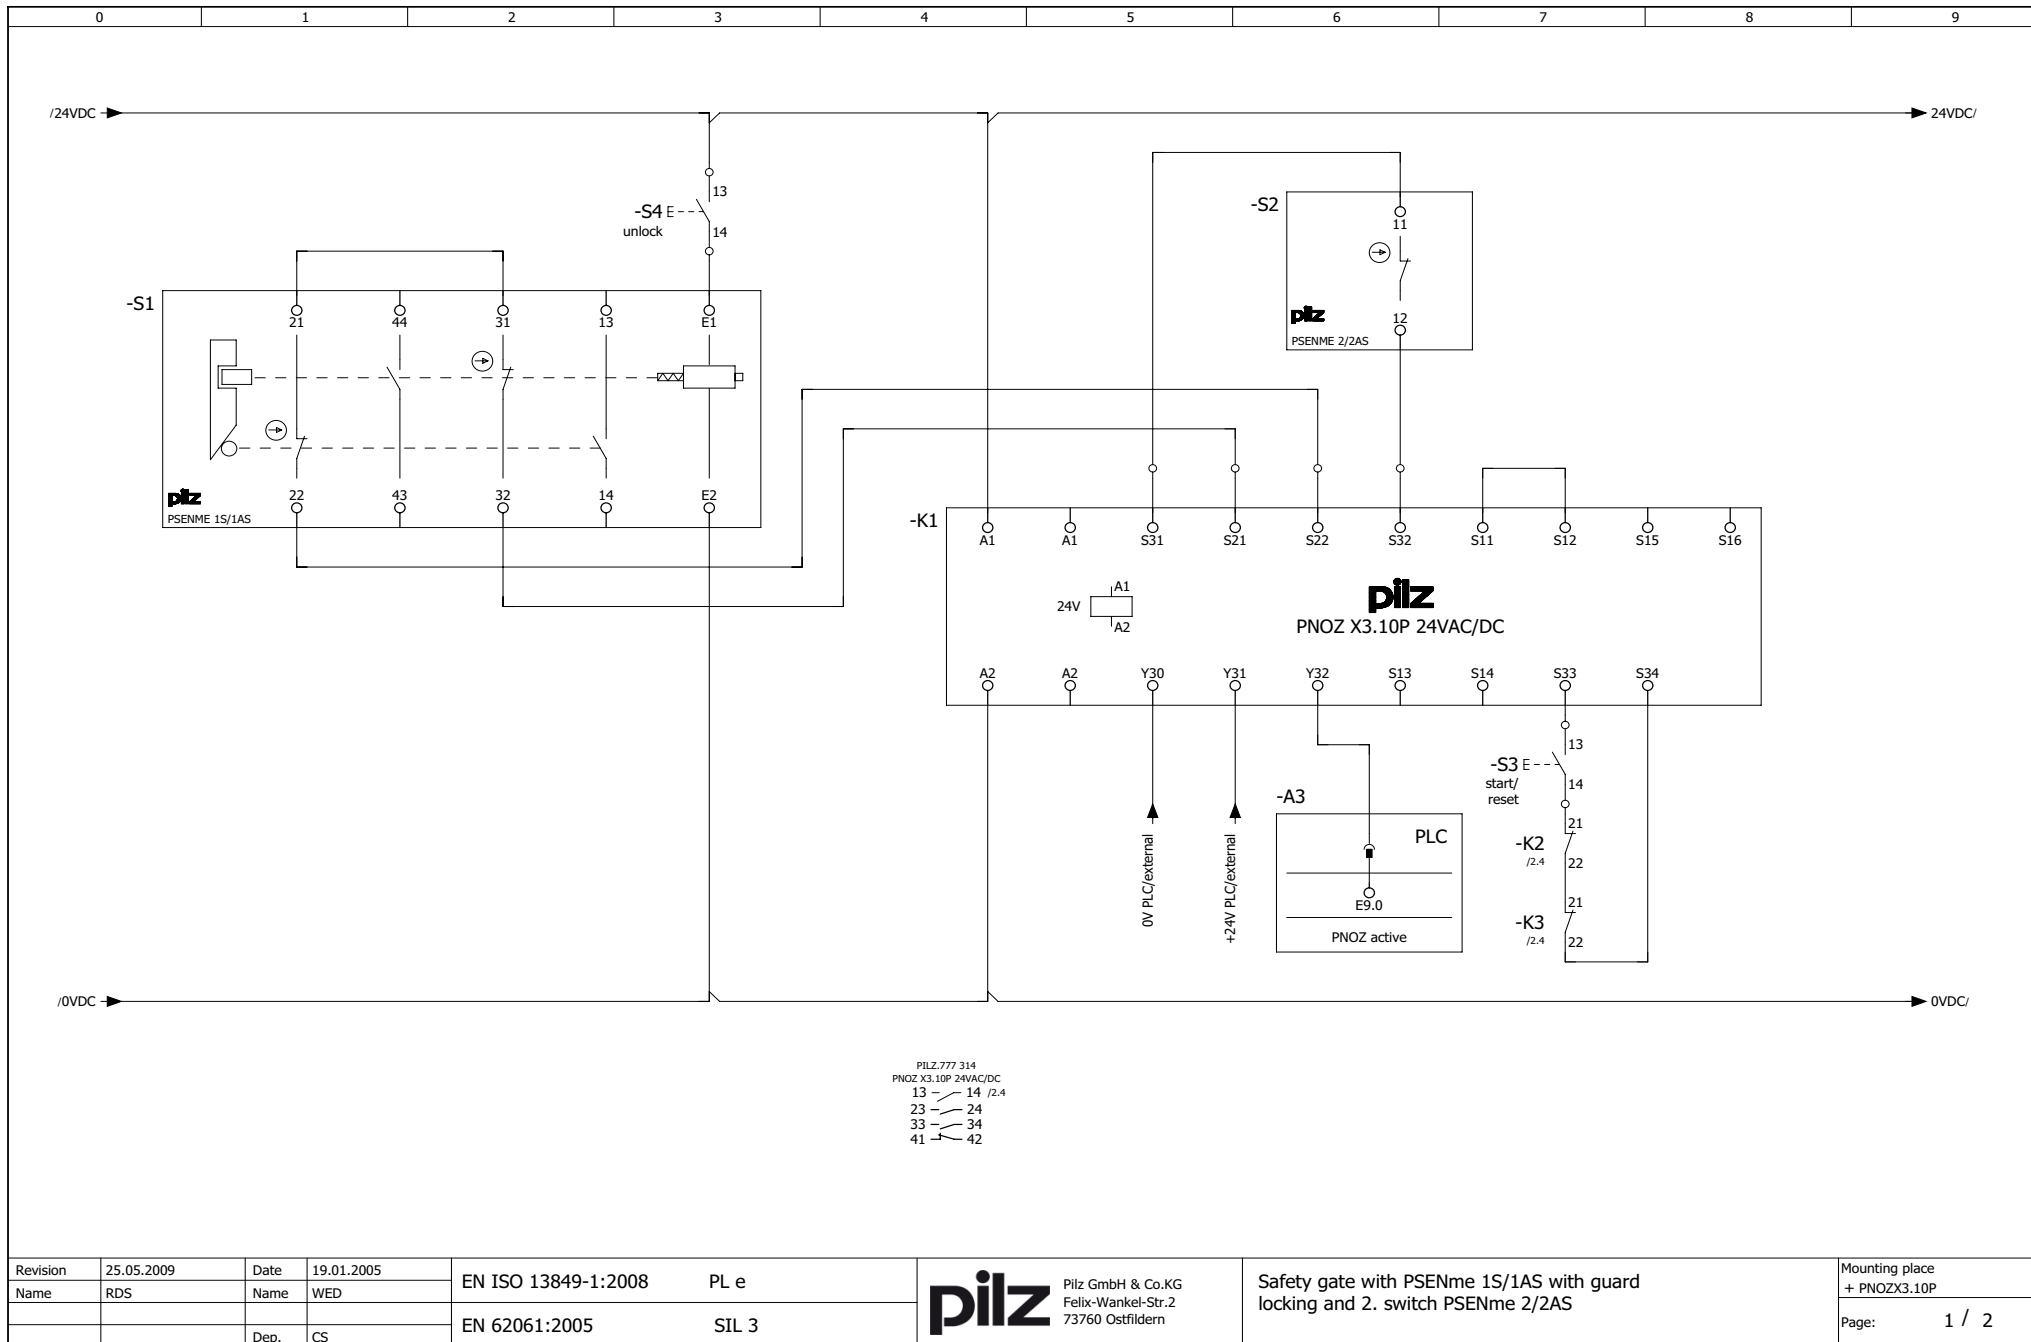 0 1 2 3 4 5 6 7 8 9
/24VDC
24VDC/
13
-S4
unlock
14
-S2
11
12
pilz
PSENME 2/2AS
-S1
21 44 31 13 E1
22 43 32 14 E2
pilz
PSENME 1S/1AS
-K1
A1 A1 S31 S21 S22 S32 S11 S12 S15 S16
24V
A1
A2
pilz
PNOZ X3.10P 24VAC/DC
A2 A2 Y30 Y31 Y32 S13 S14 S33 S34
0V PLC/external
+24V PLC/external
-A3
PLC
E9.0
PNOZ active
13
-S3
start/
reset
14
21
-K2
/2.4
22
21
-K3
/2.4
22
/0VDC
0VDC/
PILZ.777 314
PNOZ X3.10P 24VAC/DC
13 14 /2.4
23 24
33 34
41 42
Revision 25.05.2009 Date 19.01.2005
Name RDS Name WED
Dep. CS
EN ISO 13849-1:2008 PL e
EN 62061:2005 SIL 3
pilz
Pilz GmbH & Co.KG
Felix-Wankel-Str.2
73760 Ostfildern
Safety gate with PSENme 1S/1AS with guard
locking and 2. switch PSENme 2/2AS
Mounting place
+ PNOZX3.10P
Page: 1 / 2